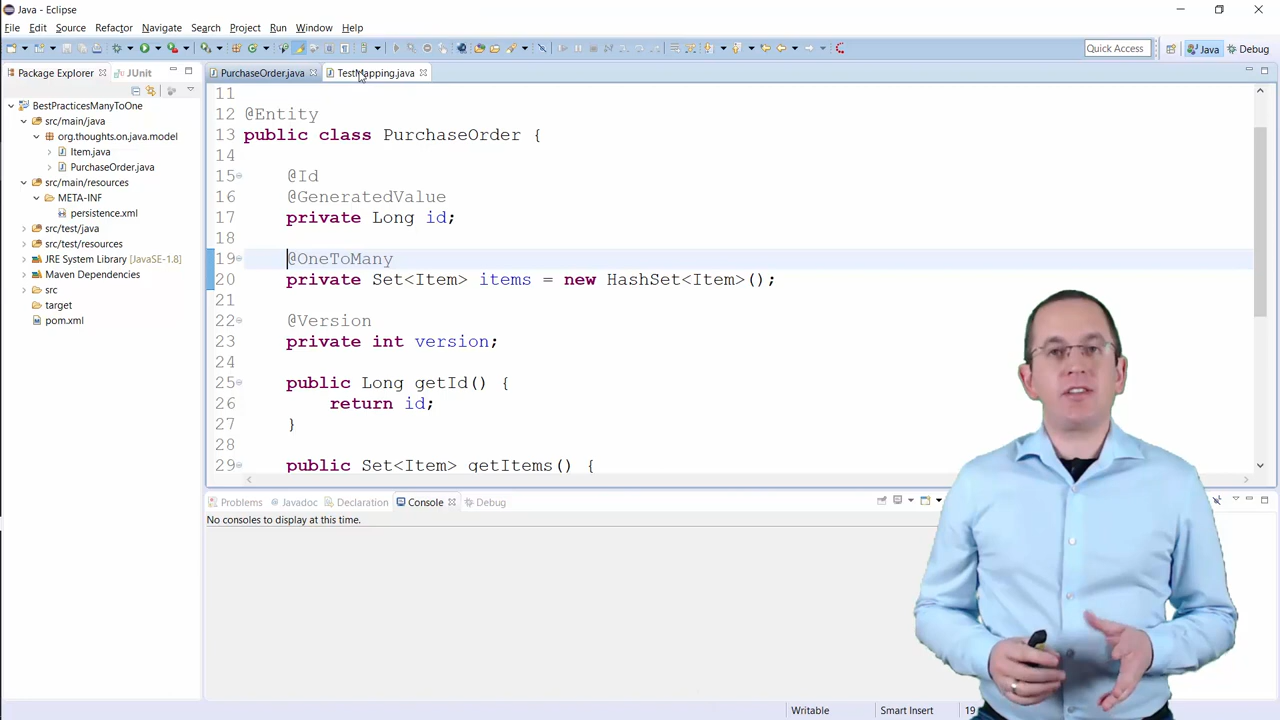 Java - Eclipse
File Edit Source Refactor Navigate Search Project Run Window Help
Quick Access
Java
Debug
Package Explorer
JUnit
PurchaseOrder.java
TestMapping.java
BestPracticesManyToOne
src/main/java
org.thoughts.on.java.model
Item.java
PurchaseOrder.java
src/main/resources
META-INF
persistence.xml
src/test/java
src/test/resources
JRE System Library [JavaSE-1.8]
Maven Dependencies
src
target
pom.xml
11
12 @Entity
13 public class PurchaseOrder {
14
15 @Id
16 @GeneratedValue
17 private Long id;
18
19 @OneToMany
20 private Set<Item> items = new HashSet<Item>();
21
22 @Version
23 private int version;
24
25 public Long getId() {
26 return id;
27 }
28
29 public Set<Item> getItems() {
Problems Javadoc Declaration Console Debug
No consoles to display at this time.
Writable
Smart Insert
19